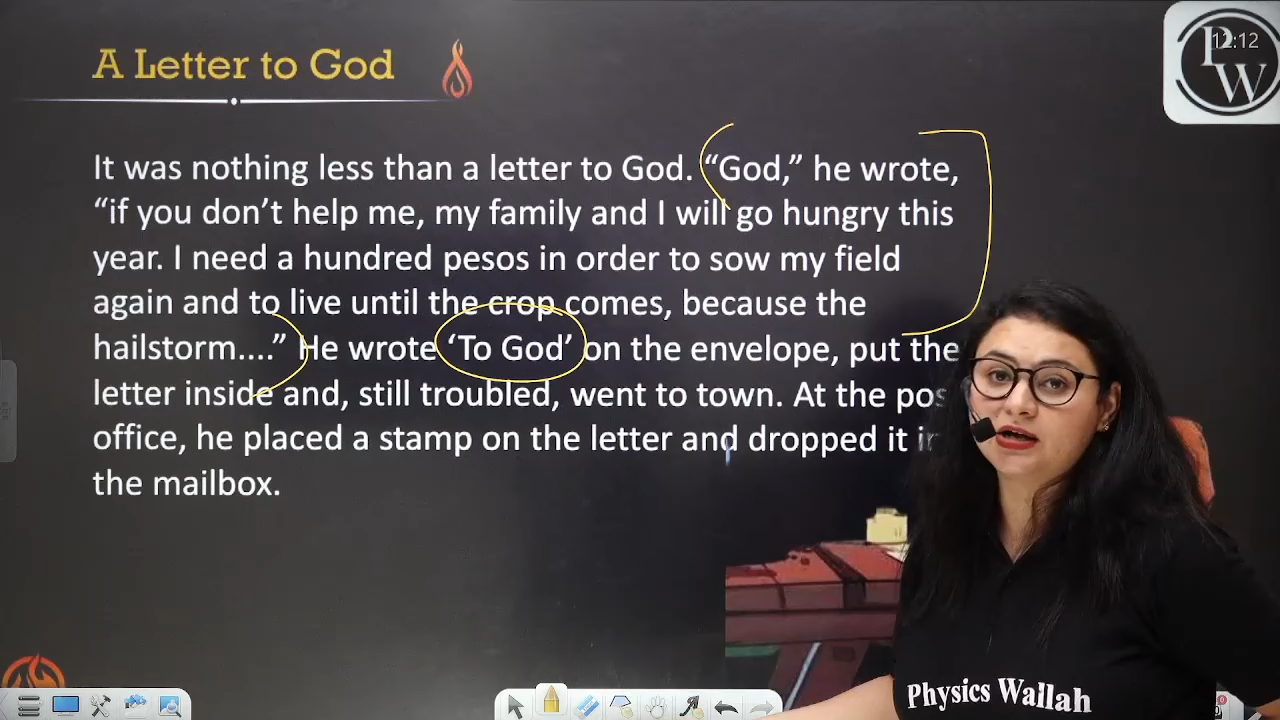 A Letter to God
PW
12:12
It was nothing less than a letter to God. “God,” he wrote,
“if you don’t help me, my family and I will go hungry this
year. I need a hundred pesos in order to sow my field
again and to live until the crop comes, because the
hailstorm....” He wrote ‘To God’ on the envelope, put the
letter inside and, still troubled, went to town. At the
office, he placed a stamp on the letter and dropped it
the mailbox.
Physics Wallah